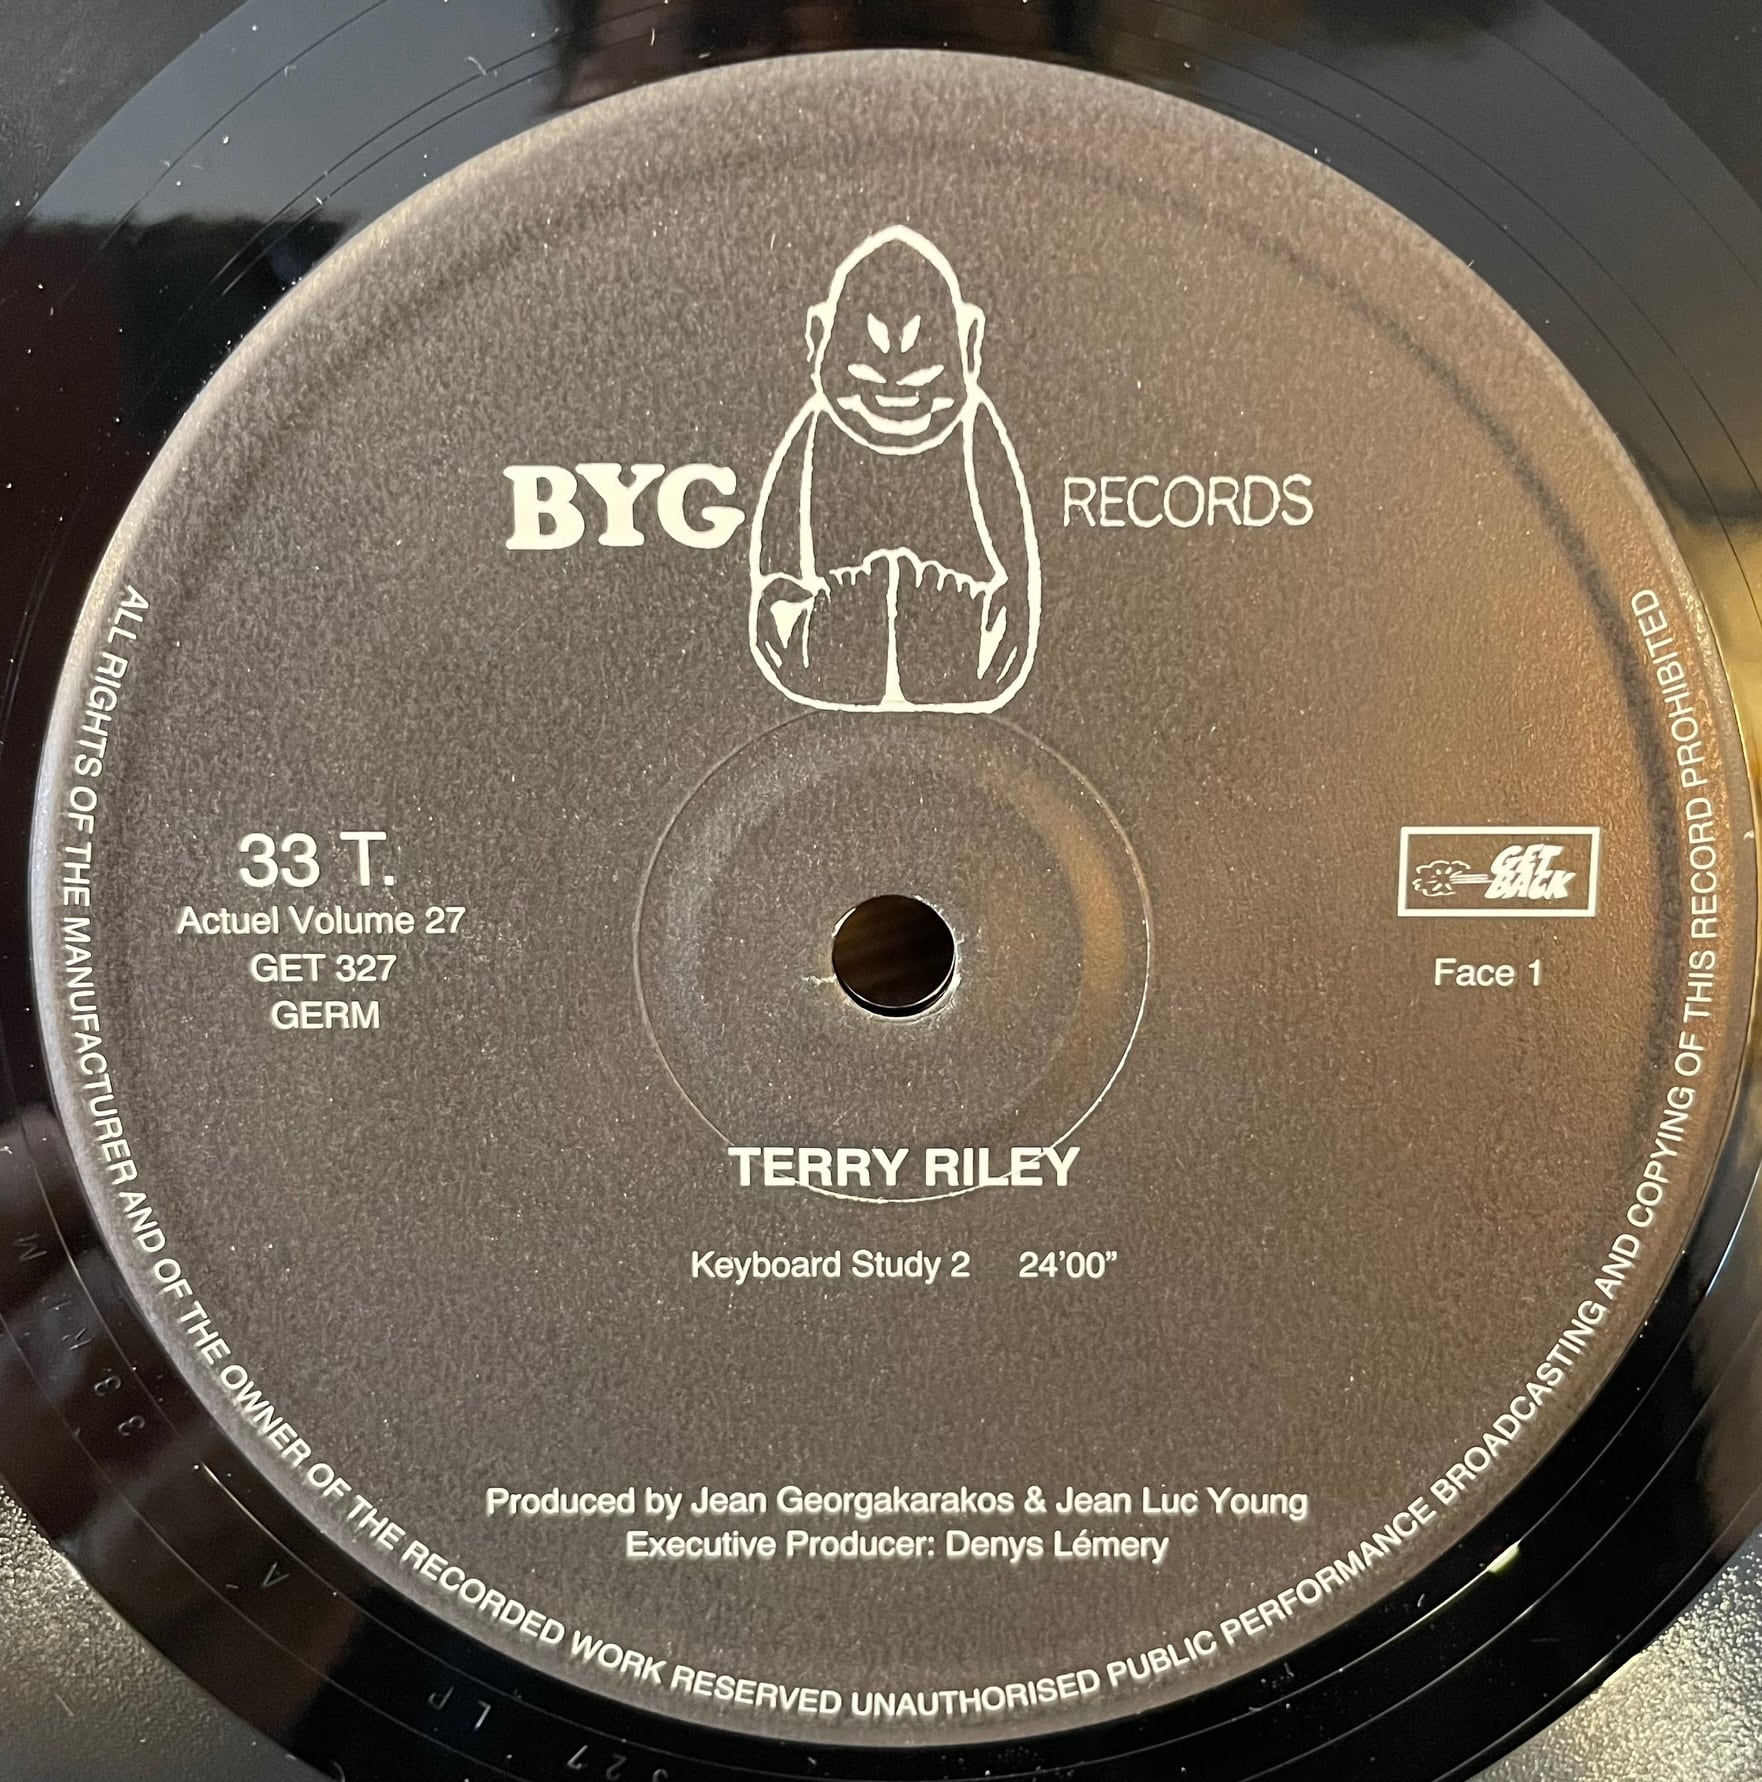 BYG RECORDS
33 T.
Actuel Volume 27
GET 327
GERM
GET
BACK
Face 1
TERRY RILEY
Keyboard Study 2 24'00”
Produced by Jean Georgakarakos & Jean Luc Young
Executive Producer: Denys Lémery
ALL RIGHTS OF THE MANUFACTURER AND OF THE OWNER OF THE RECORDED WORK RESERVED UNAUTHORISED PUBLIC PERFORMANCE BROADCASTING AND COPYING OF THIS RECORD PROHIBITED